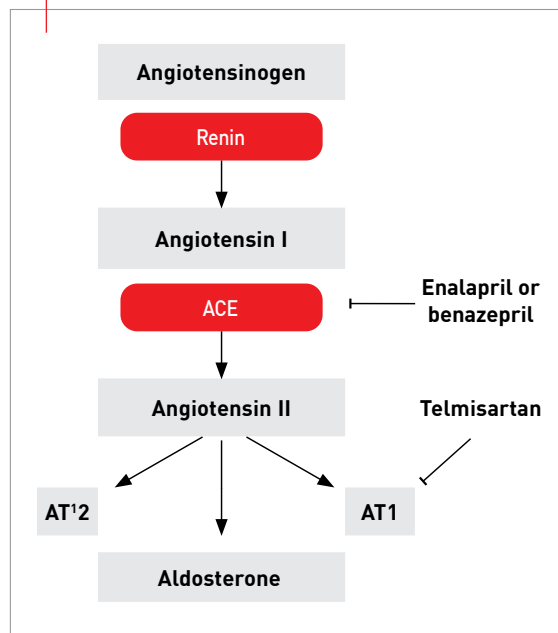 Angiotensinogen
Renin
Angiotensin I
ACE
Enalapril or
benazepril
Angiotensin II
Telmisartan
AT¹2
AT1
Aldosterone